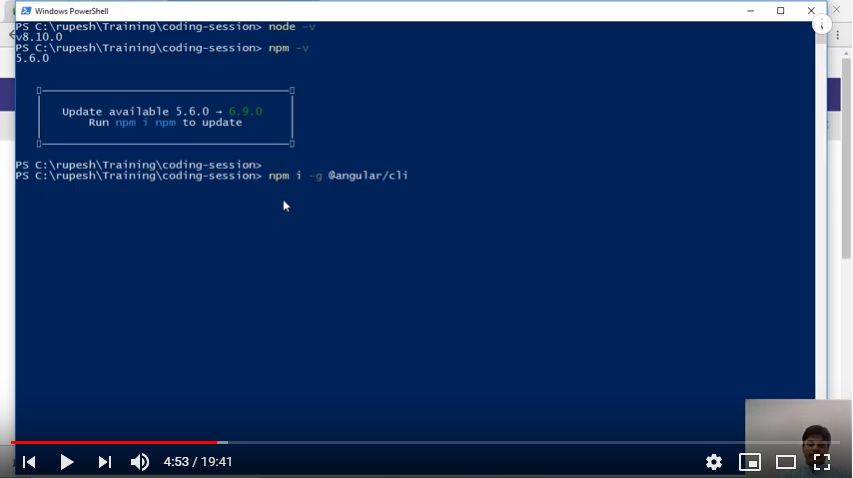 Windows PowerShell
PS C:\rupesh\Training\coding-session> node -v
v8.10.0
PS C:\rupesh\Training\coding-session> npm -v
5.6.0
Update available 5.6.0 → 6.9.0
Run npm i npm to update
PS C:\rupesh\Training\coding-session>
PS C:\rupesh\Training\coding-session> npm i -g @angular/cli
4:53 / 19:41